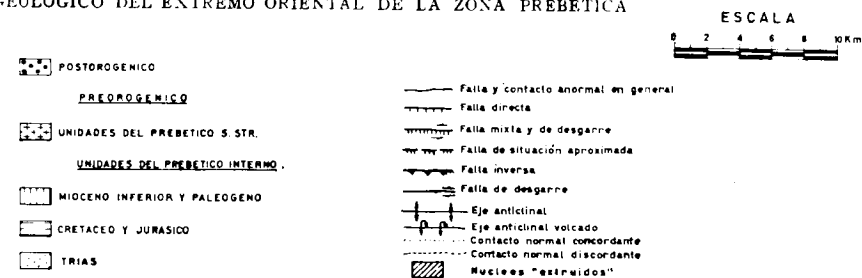 GEOLOGICO DEL EXTREMO ORIENTAL DE LA ZONA PREBETICA
ESCALA
0 2 4 6 8 10 Km
POSTOROGENICO
PREOROGENICO
UNIDADES DEL PREBETICO S. STR.
UNIDADES DEL PREBETICO INTERNO.
MIOCENO INFERIOR Y PALEOGENO
CRETACEO Y JURASICO
TRIAS
Falla y contacto anormal en general
Falla directa
Falla mixta y de desgarre
Falla de situación aproximada
Falla inversa
Falla de desgarre
Eje anticlinal
Eje anticlinal volcado
Contacto normal concordante
Contacto normal discordante
Nucleos "extruidos"